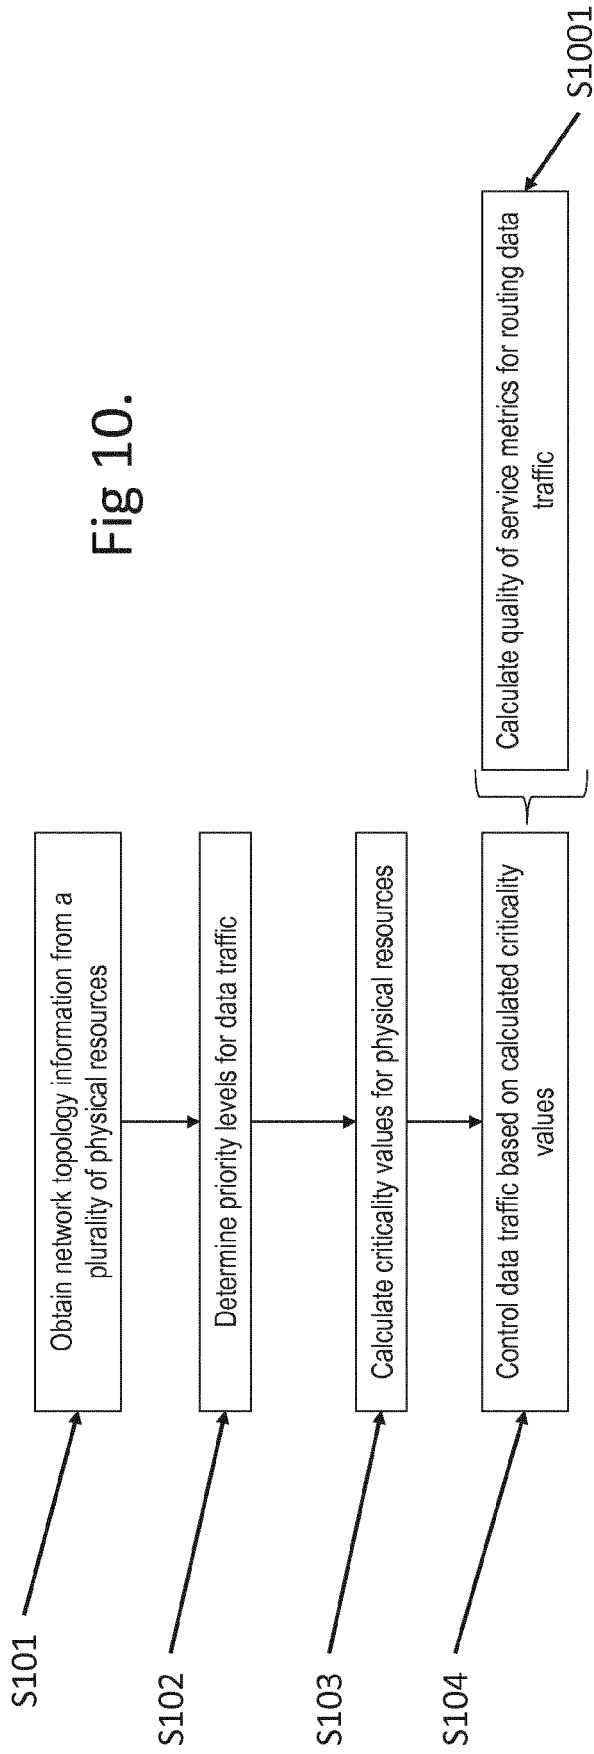 S101
Obtain network topology information from a
plurality of physical resources
S102
Determine priority levels for data traffic
S103
Calculate criticality values for physical resources
S104
Control data traffic based on calculated criticality
values
Fig 10.
Calculate quality of service metrics for routing data
traffic
S1001